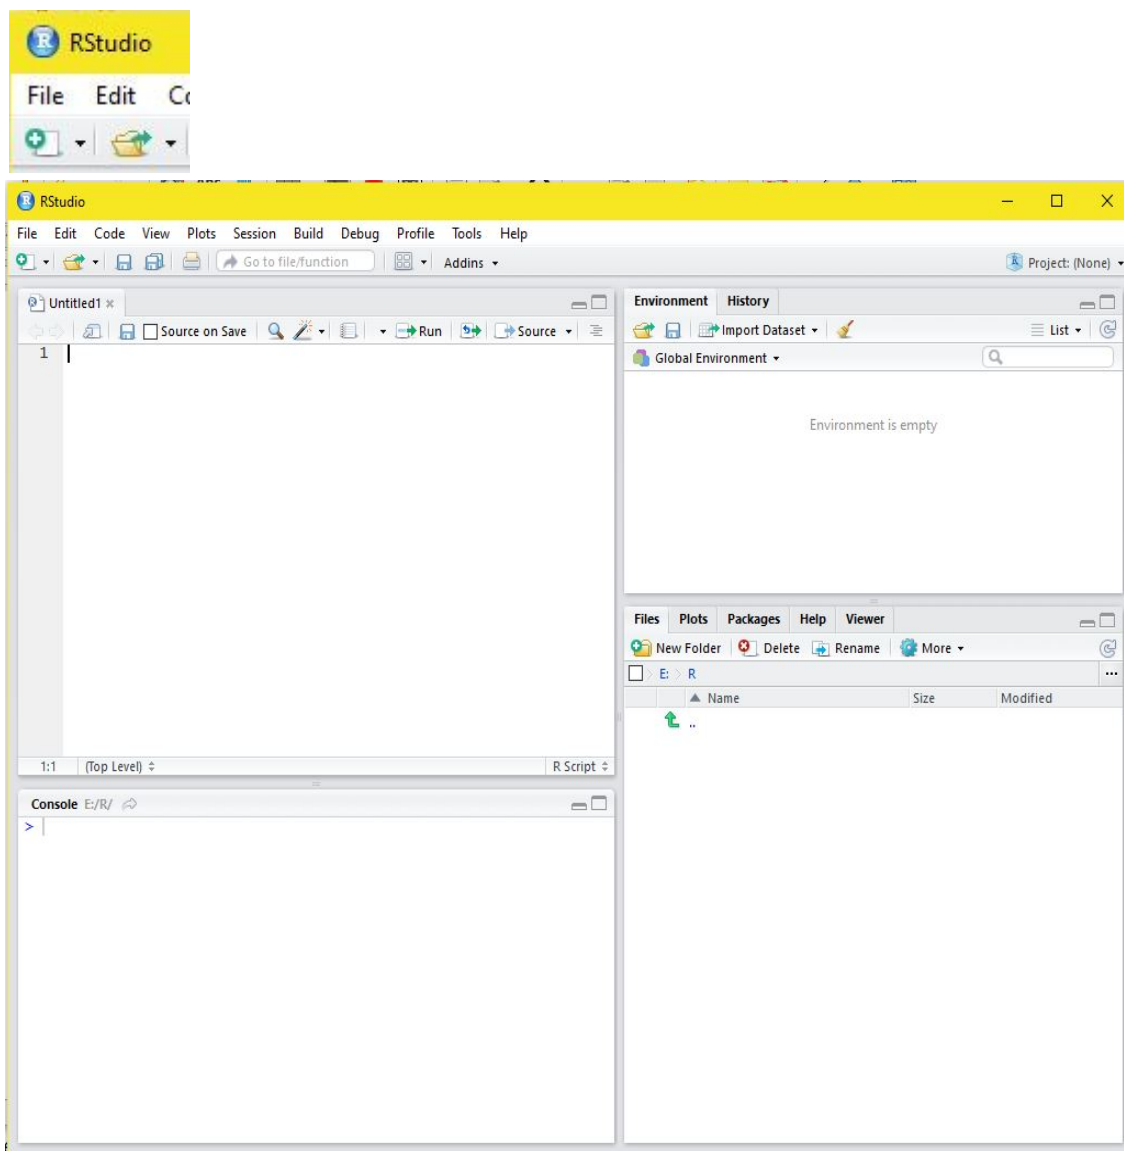 RStudio
File Edit
RStudio
File Edit Code View Plots Session Build Debug Profile Tools Help
Go to file/function Addins Project: (None)
Untitled1
Source on Save Run Source
1
Environment History
Import Dataset List
Global Environment
Environment is empty
Files Plots Packages Help Viewer
New Folder Delete Rename More
E: R
Name Size Modified
..
1:1 (Top Level) R Script
Console E:/R/
>